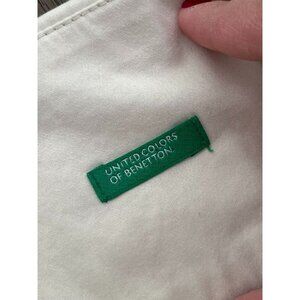 UNITED COLORS
OF BENETTON.